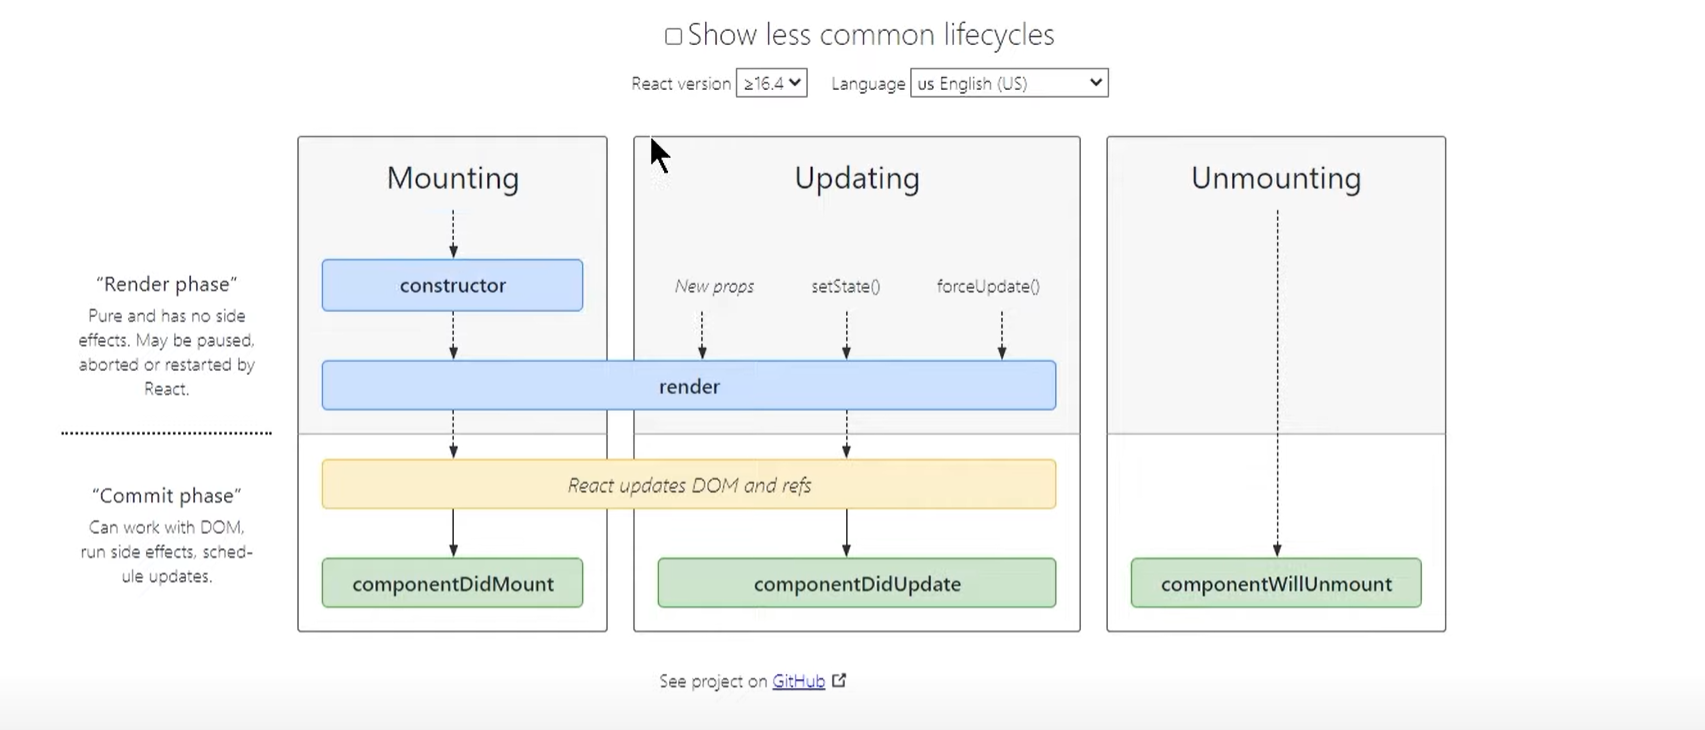 Show less common lifecycles
React version ≥16.4 Language us English (US)
Mounting
Updating
Unmounting
“Render phase”
Pure and has no side
effects. May be paused,
aborted or restarted by
React.
constructor
New props
setState()
forceUpdate()
render
“Commit phase”
Can work with DOM,
run side effects, sched-
ule updates.
React updates DOM and refs
componentDidMount
componentDidUpdate
componentWillUnmount
See project on GitHub